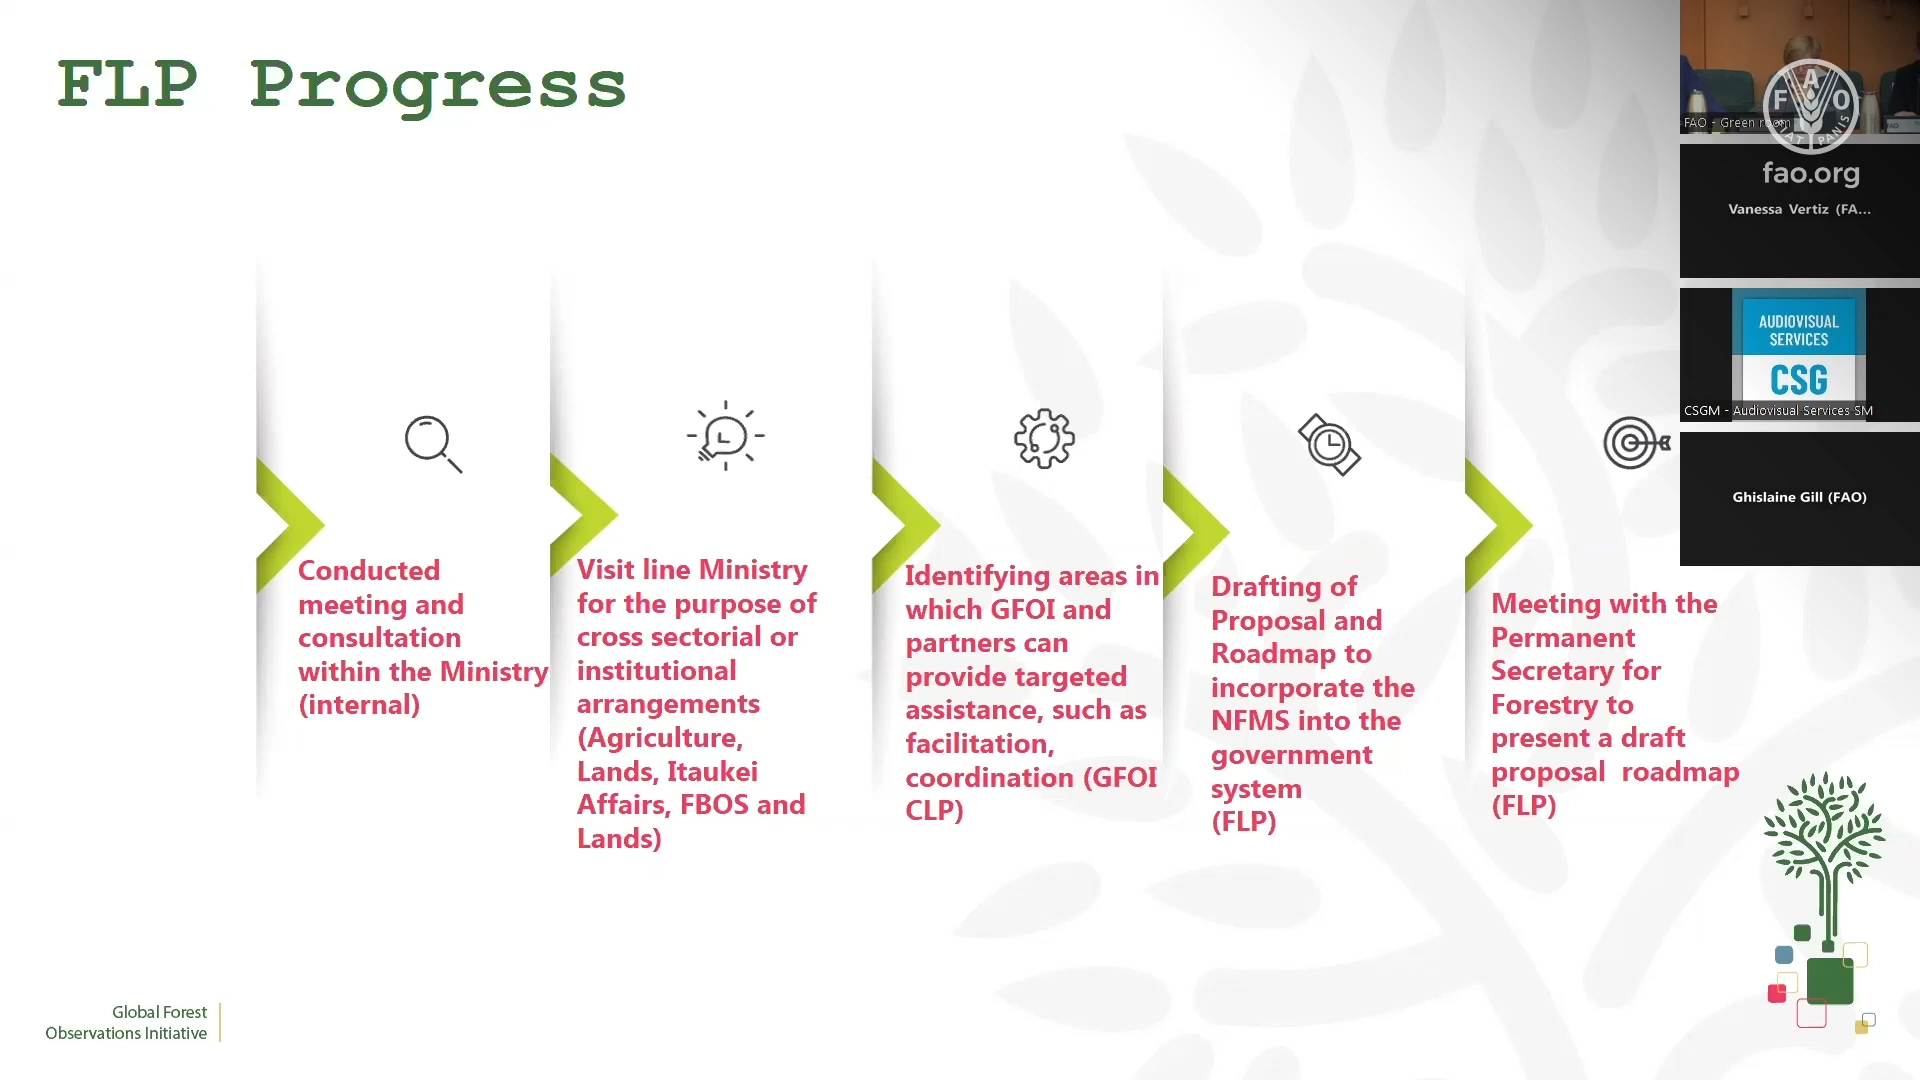 FLP Progress
Conducted
meeting and
consultation
within the Ministry
(internal)
Visit line Ministry
for the purpose of
cross sectorial or
institutional
arrangements
(Agriculture,
Lands, Itaukei
Affairs, FBOS and
Lands)
Identifying areas in
which GFOI and
partners can
provide targeted
assistance, such as
facilitation,
coordination (GFOI
CLP)
Drafting of
Proposal and
Roadmap to
incorporate the
NFMS into the
government
system
(FLP)
Meeting with the
Permanent
Secretary for
Forestry to
present a draft
proposal  roadmap
(FLP)
Global Forest
Observations Initiative
FAO - Green room
F A O
FIAT PANIS
fao.org
Vanessa Vertiz (FA...
AUDIOVISUAL
SERVICES
CSG
CSGM - Audiovisual Services SM
Ghislaine Gill (FAO)